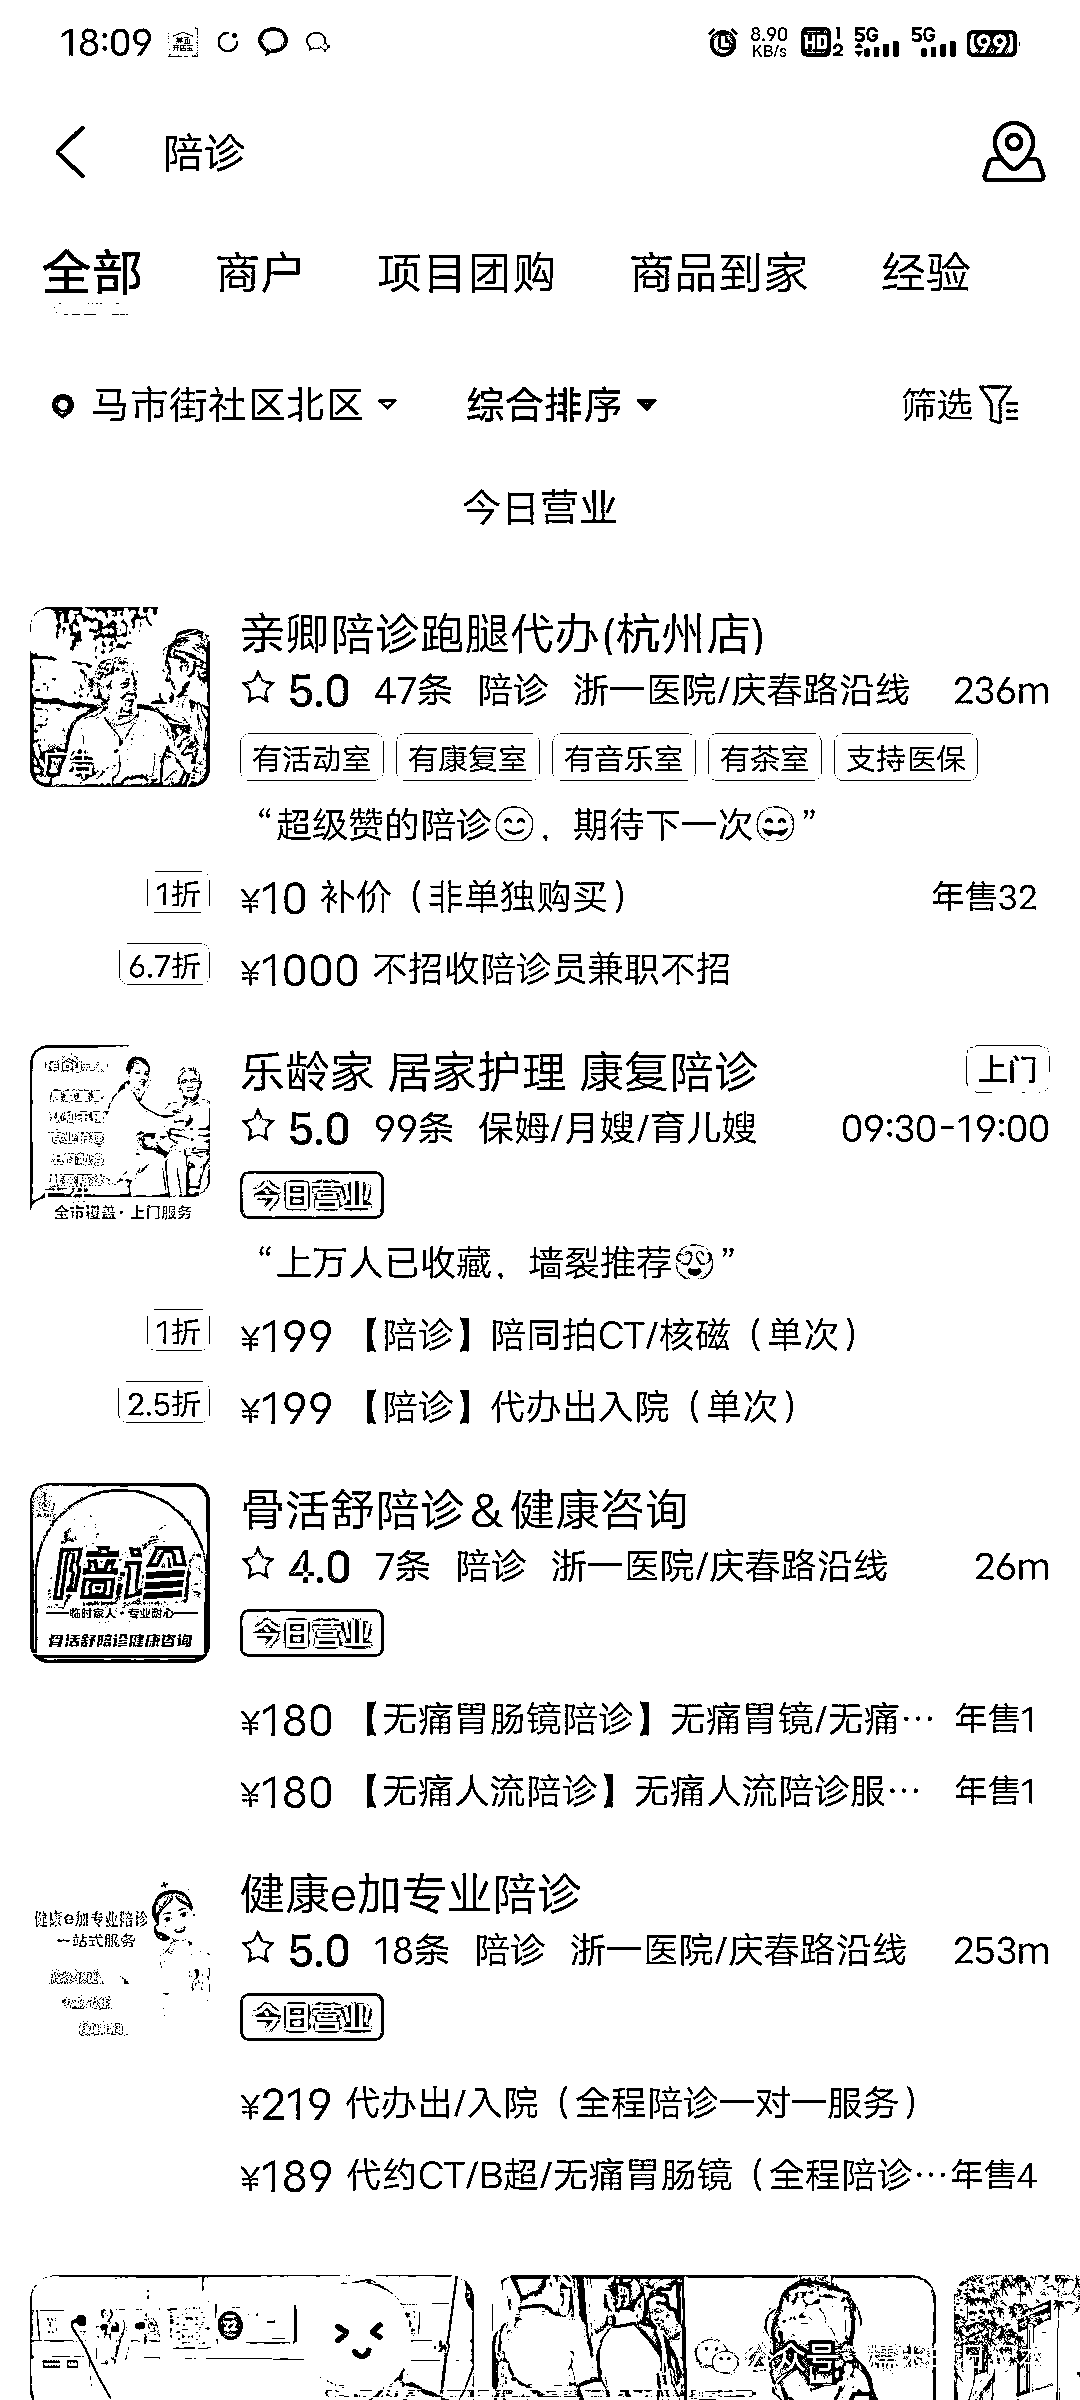 18:09 8.90 KB/s HD 1 2 5G 5G 99
陪诊
全部 商户 项目团购 商品到家 经验
马市街社区北区 综合排序 筛选
今日营业
亲卿陪诊跑腿代办(杭州店)
5.0 47条 陪诊 浙一医院/庆春路沿线 236m
广告
有活动室 有康复室 有音乐室 有茶室 支持医保
“超级赞的陪诊😊，期待下一次😄”
1折 ¥10 补价（非单独购买） 年售32
6.7折 ¥1000 不招收陪诊员兼职不招
乐龄家 居家护理 康复陪诊 上门
5.0 99条 保姆/月嫂/育儿嫂 09:30-19:00
今日营业
全市覆盖·上门服务
“上万人已收藏，墙裂推荐🥰”
1折 ¥199 【陪诊】陪同拍CT/核磁（单次）
2.5折 ¥199 【陪诊】代办出入院（单次）
骨活舒陪诊&健康咨询
4.0 7条 陪诊 浙一医院/庆春路沿线 26m
陪诊
临时家人·专业耐心
骨活舒陪诊健康咨询
今日营业
¥180 【无痛胃肠镜陪诊】无痛胃镜/无痛… 年售1
¥180 【无痛人流陪诊】无痛人流陪诊服… 年售1
健康e加专业陪诊
5.0 18条 陪诊 浙一医院/庆春路沿线 253m
健康e加专业陪诊
一站式服务
今日营业
¥219 代办出/入院（全程陪诊一对一服务）
¥189 代约CT/B超/无痛胃肠镜（全程陪诊…年售4
公众号